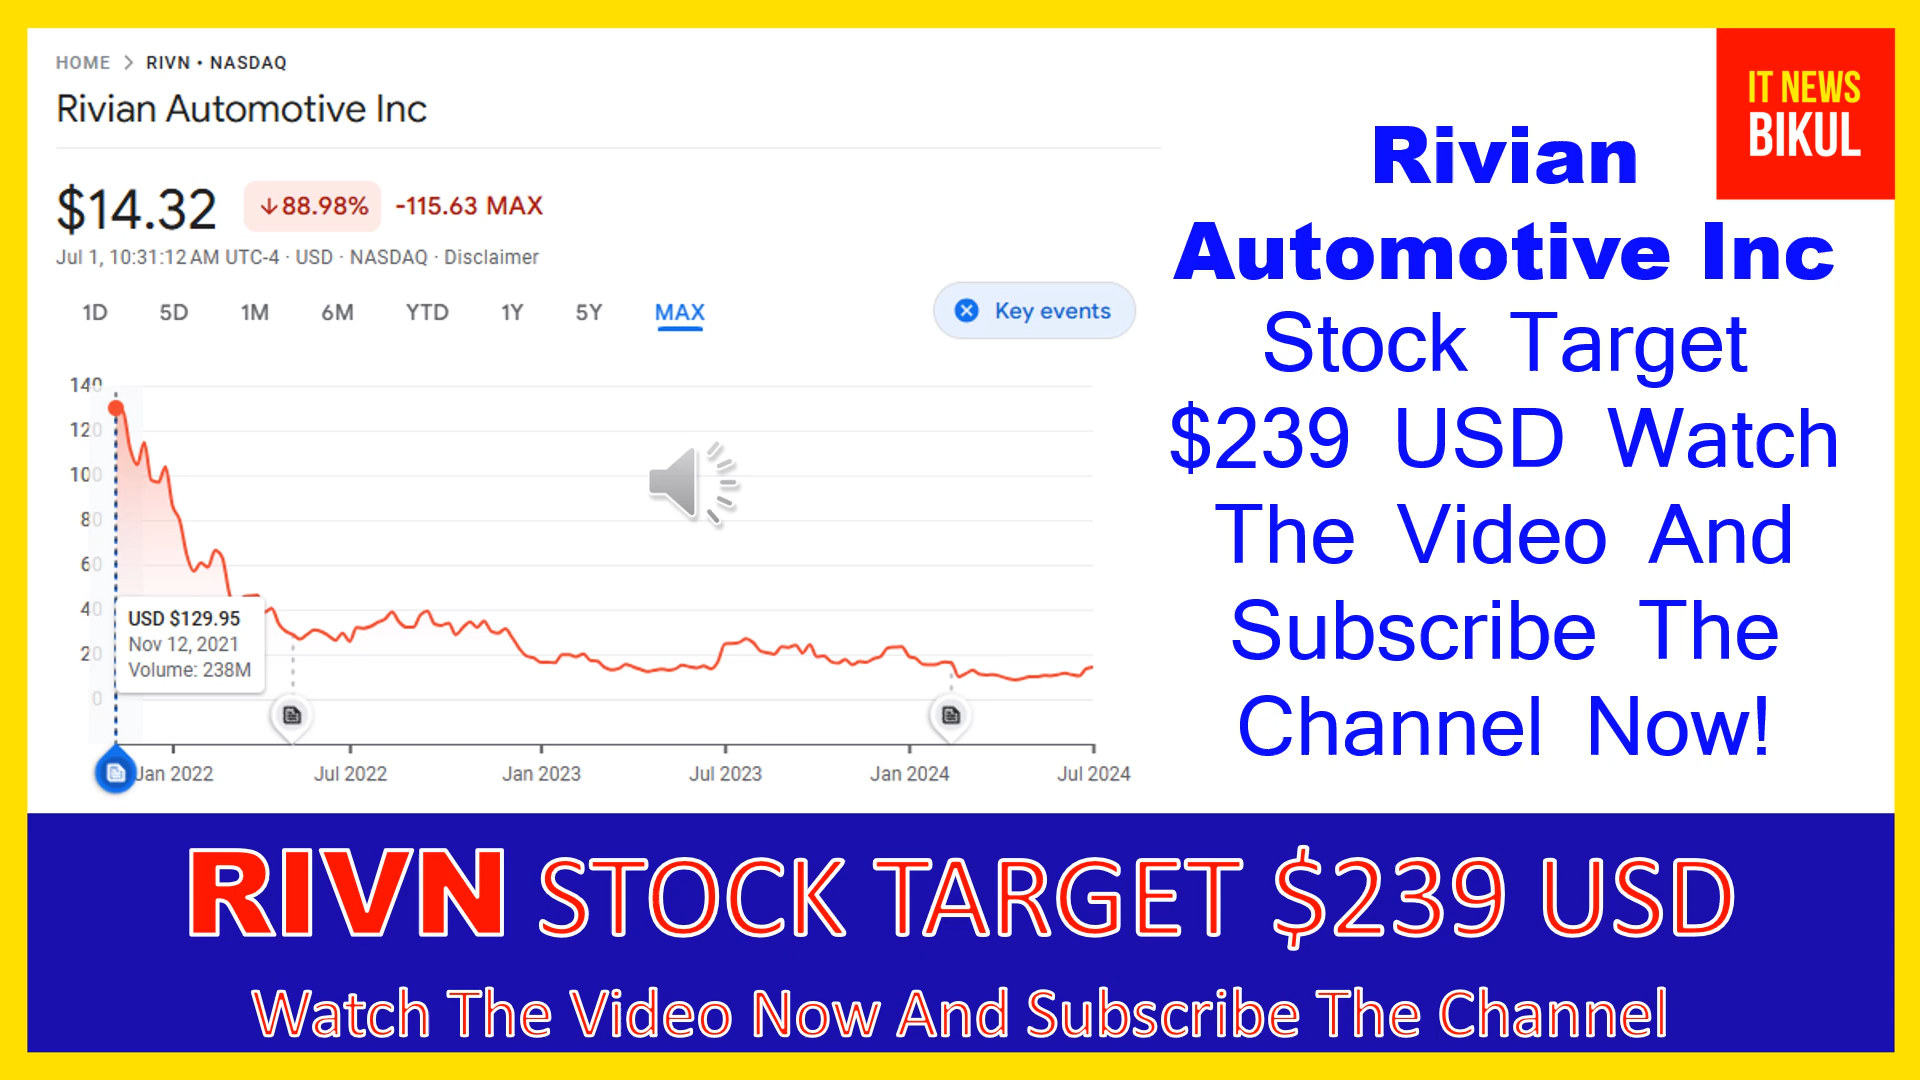 HOME > RIVN • NASDAQ
Rivian Automotive Inc
$14.32 ↓88.98% -115.63 MAX
Jul 1, 10:31:12 AM UTC-4 · USD · NASDAQ · Disclaimer
1D 5D 1M 6M YTD 1Y 5Y MAX
Key events
140
120
100
80
60
40
20
0
USD $129.95
Nov 12, 2021
Volume: 238M
Jan 2022 Jul 2022 Jan 2023 Jul 2023 Jan 2024 Jul 2024
IT NEWS
BIKUL
Rivian
Automotive Inc
Stock Target
$239 USD Watch
The Video And
Subscribe The
Channel Now!
RIVN STOCK TARGET $239 USD
Watch The Video Now And Subscribe The Channel